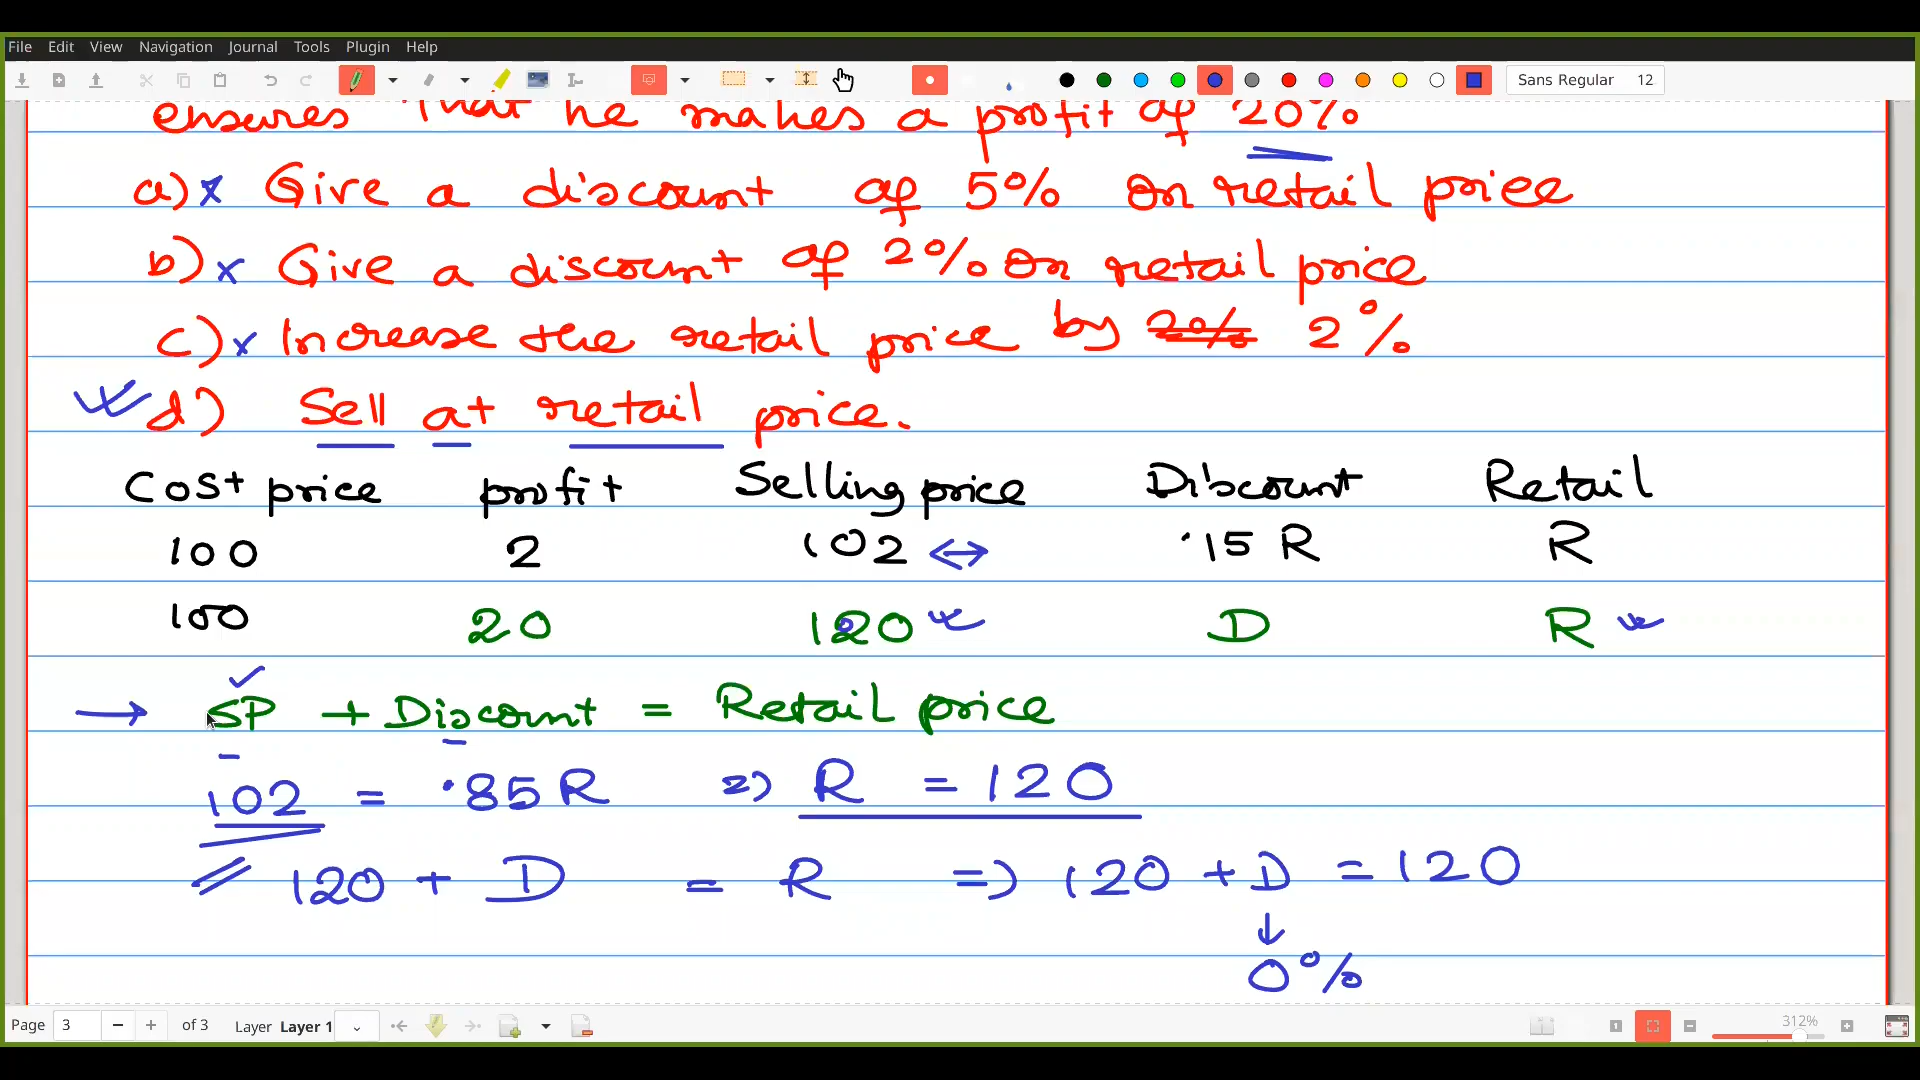 File Edit View Navigation Journal Tools Plugin Help
Sans Regular 12
ensures that he makes a profit of 20%
a) x Give a discount of 5% on retail price
b) x Give a discount of 2% on retail price
c) x Increase the retail price by 20% 2%
d) Sell at retail price.
Cost price profit Selling price Discount Retail
100 2 102 ↔ .15 R R
100 20 120 D R
→ SP + Discount = Retail price
102 = .85 R => R = 120
120 + D = R => 120 + D = 120
↓
0%
Page 3 of 3 Layer Layer 1 312%